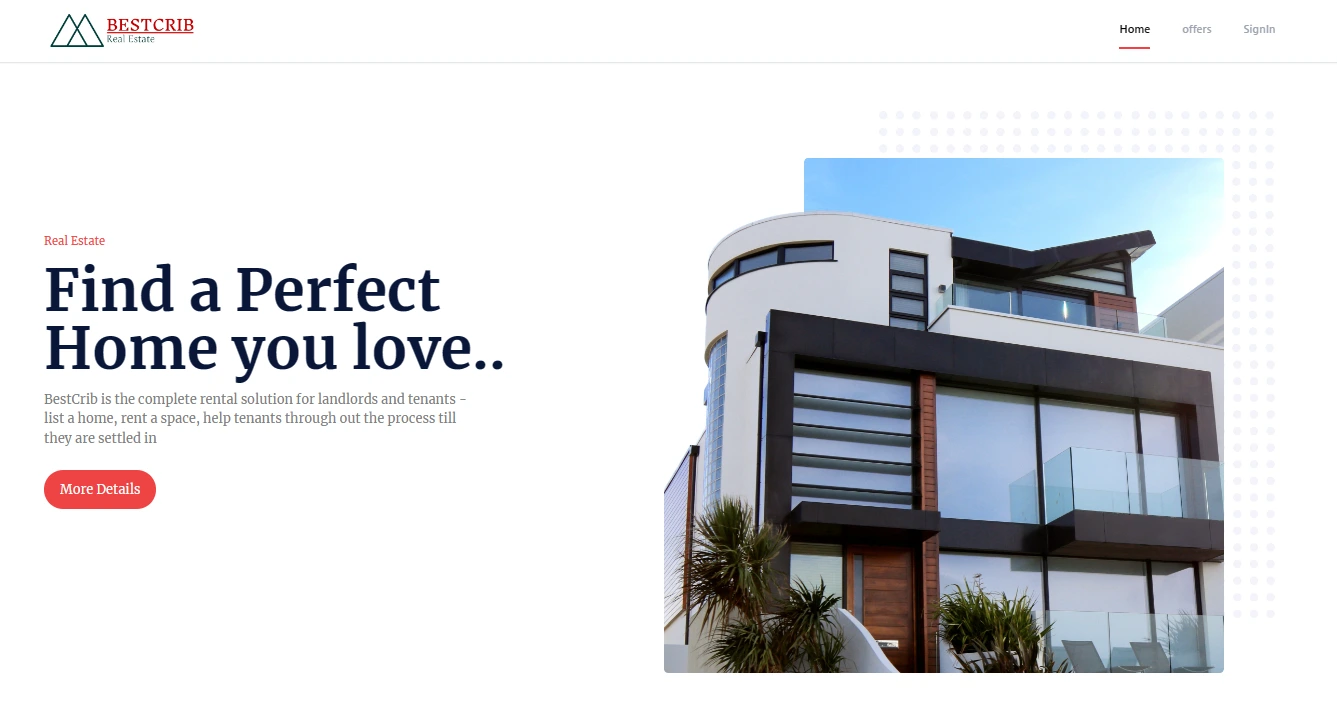 BESTCRIB
Real Estate
Home offers SignIn
Real Estate
Find a Perfect
Home you love..
BestCrib is the complete rental solution for landlords and tenants -
list a home, rent a space, help tenants through out the process till
they are settled in
More Details